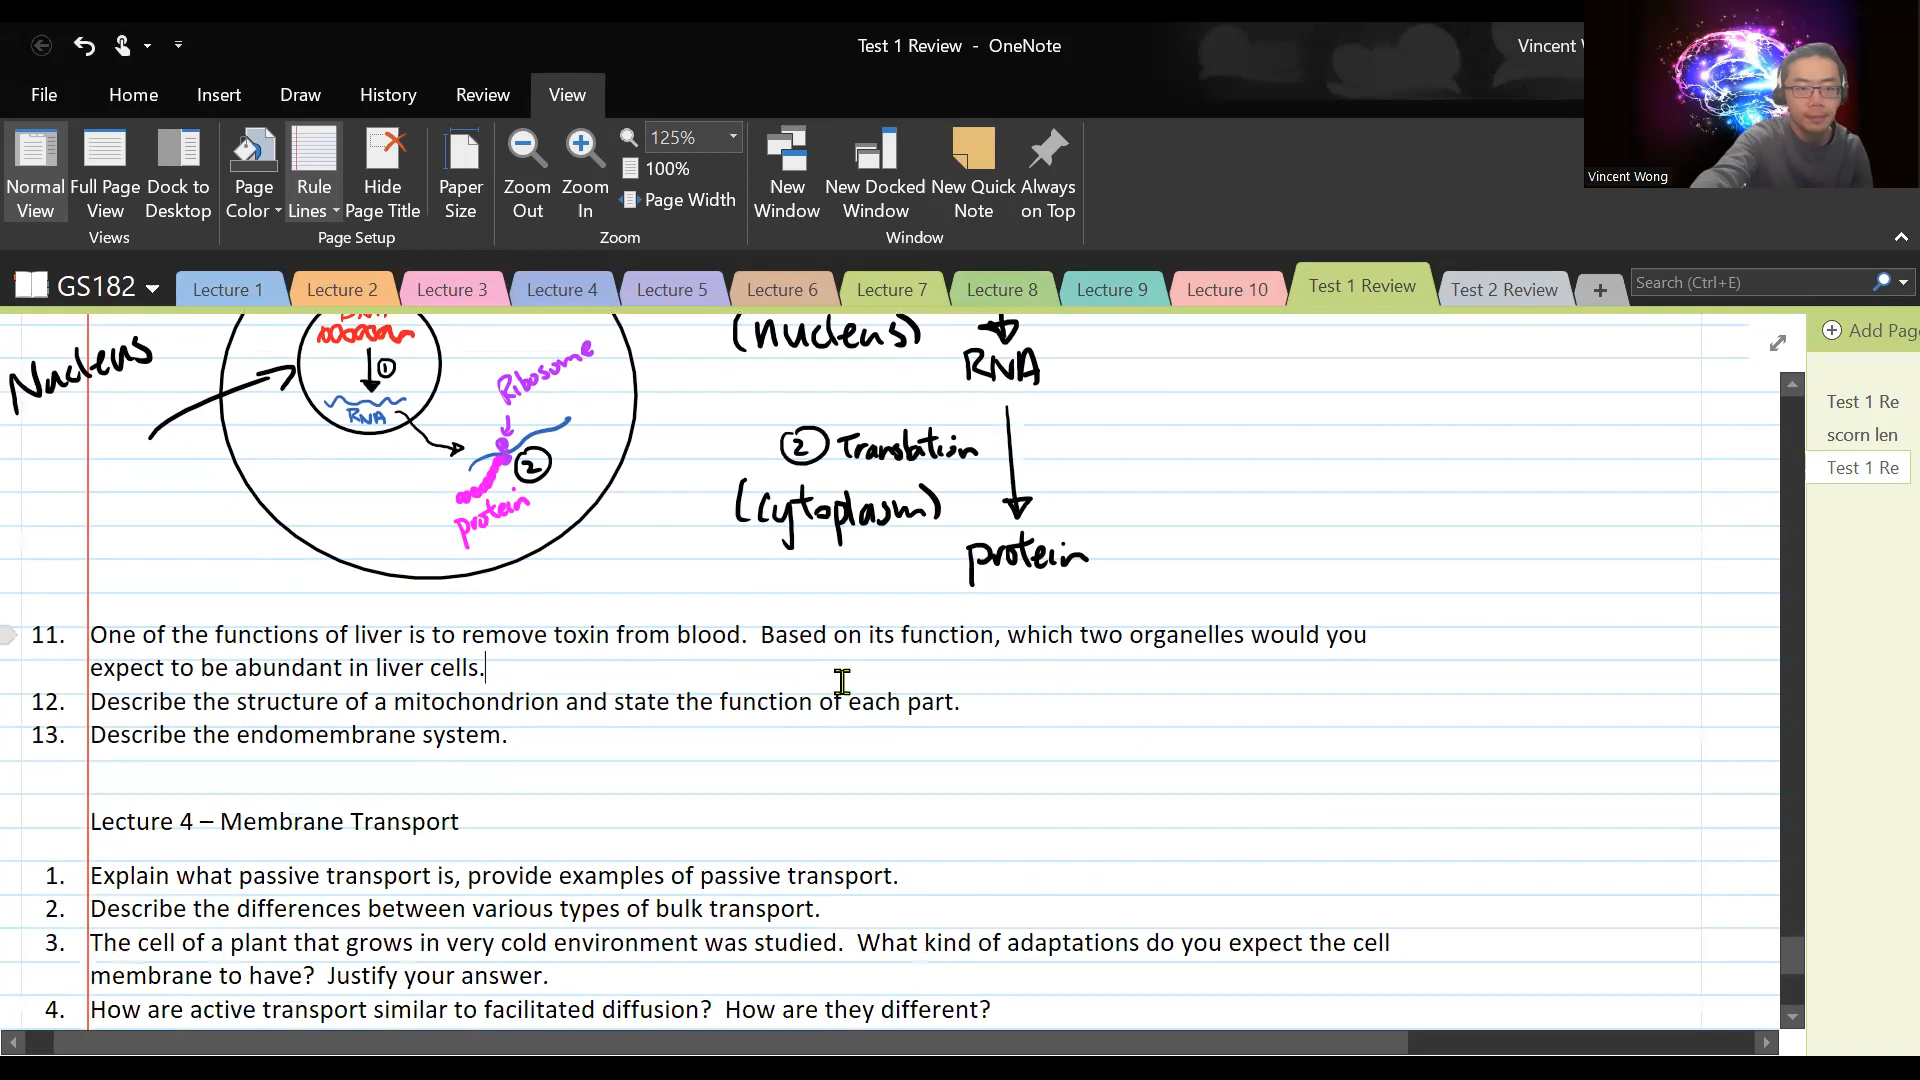 Test 1 Review - OneNote
Vincent W
File Home Insert Draw History Review View
125%
100%
Page Width
Normal View
Full Page View
Dock to Desktop
Page Color
Rule Lines
Hide Page Title
Paper Size
Zoom Out
Zoom In
New Window
New Docked Window
New Quick Note
Always on Top
Views
Page Setup
Zoom
Window
Vincent Wong
GS182
Lecture 1 Lecture 2 Lecture 3 Lecture 4 Lecture 5 Lecture 6 Lecture 7 Lecture 8 Lecture 9 Lecture 10 Test 1 Review Test 2 Review
Search (Ctrl+E)
Add Pag
Test 1 Re
scorn len
Test 1 Re
Nucleus
1
RNA
Ribosome
2
protein
(nucleus)
RNA
2 Translation
(cytoplasm)
protein
11. One of the functions of liver is to remove toxin from blood. Based on its function, which two organelles would you
expect to be abundant in liver cells.
12. Describe the structure of a mitochondrion and state the function of each part.
13. Describe the endomembrane system.
Lecture 4 – Membrane Transport
1. Explain what passive transport is, provide examples of passive transport.
2. Describe the differences between various types of bulk transport.
3. The cell of a plant that grows in very cold environment was studied. What kind of adaptations do you expect the cell
membrane to have? Justify your answer.
4. How are active transport similar to facilitated diffusion? How are they different?